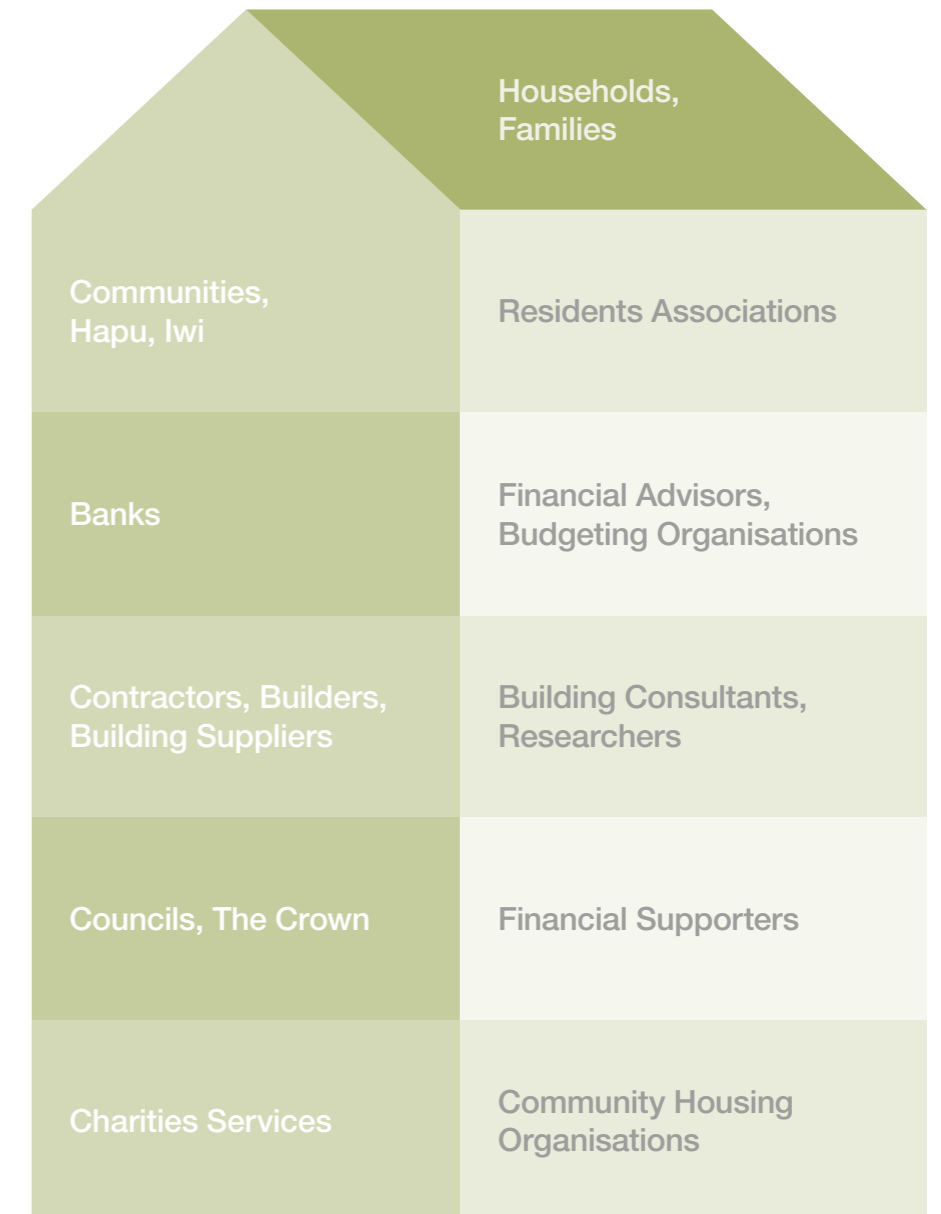 Households,
Families
Communities,
Hapu, Iwi
Residents Associations
Banks
Financial Advisors,
Budgeting Organisations
Contractors, Builders,
Building Suppliers
Building Consultants,
Researchers
Councils, The Crown
Financial Supporters
Charities Services
Community Housing
Organisations